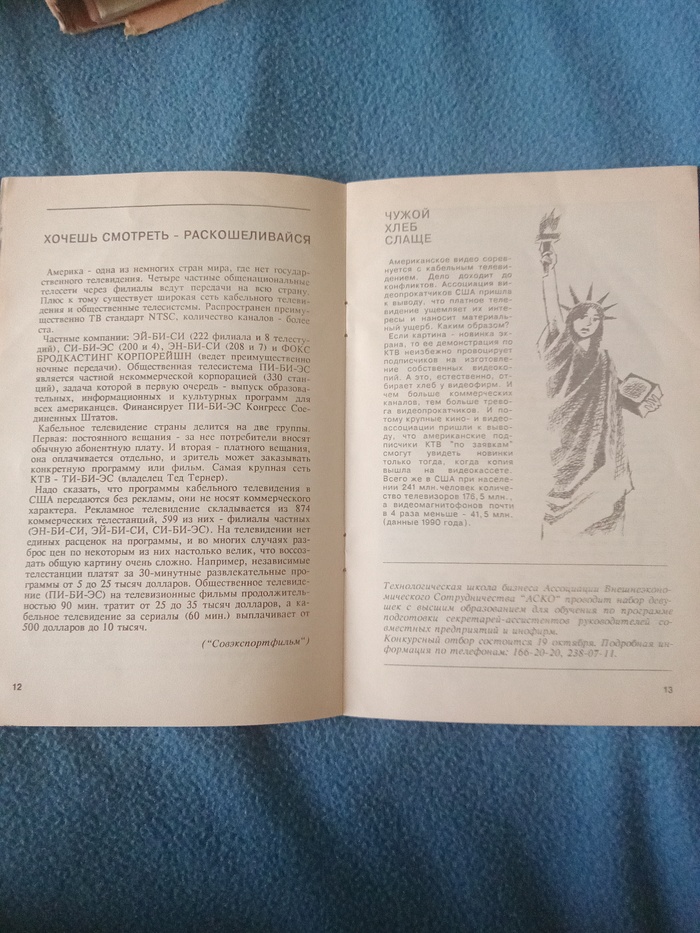 ХОЧЕШЬ СМОТРЕТЬ - РАСКОШЕЛИВАЙСЯ
Америка - одна из немногих стран мира, где нет государ-
ственного телевидения. Четыре частные общенациональные
телесети через филиалы ведут передачи на всю страну.
Плюс к тому существует широкая сеть кабельного телеви-
дения и общественные телесистемы. Распространен преиму-
щественно ТВ стандарт NTSC, количество каналов - более
ста.
Частные компании: ЭЙ-БИ-СИ (222 филиала и 8 телесту-
дий), СИ-БИ-ЭС (200 и 4), ЭН-БИ-СИ (208 и 7) и ФОКС
БРОДКАСТИНГ КОРПОРЕЙШН (ведет преимущественно
ночные передачи). Общественная телесистема ПИ-БИ-ЭС
является частной некоммерческой корпорацией (330 стан-
ций), задача которой в первую очередь - выпуск образова-
тельных, информационных и культурных программ для
всех американцев. Финансирует ПИ-БИ-ЭС Конгресс Сое-
диненных Штатов.
Кабельное телевидение страны делится на две группы.
Первая: постоянного вещания - за нее потребители вносят
обычную абонентную плату. И вторая - платного вещания,
она оплачивается отдельно, и зритель может заказывать
конкретную программу или фильм. Самая крупная сеть
КТВ - ТИ-БИ-ЭС (владелец Тед Тернер).
Надо сказать, что программы кабельного телевидения в
США передаются без рекламы, они не носят коммерческого
характера. Рекламное телевидение складывается из 874
коммерческих телестанций, 599 из них - филиалы частных
(ЭН-БИ-СИ, ЭЙ-БИ-СИ, СИ-БИ-ЭС). На телевидении нет
единых расценок на программы, и во многих случаях раз-
брос цен по некоторым из них настолько велик, что воссоз-
дать общую картину очень сложно. Например, независимые
телестанции платят за 30-минутные развлекательные про-
граммы от 5 до 25 тысяч долларов. Общественное телевиде-
ние (ПИ-БИ-ЭС) на телевизионные фильмы продолжитель-
ностью 90 мин. тратит от 25 до 35 тысяч долларов, а ка-
бельное телевидение за сериалы (60 мин.) выплачивает от
500 долларов до 10 тысяч.
("Совэкспортфильм")
12
ЧУЖОЙ
ХЛЕБ
СЛАЩЕ
Американское видео сорев-
нуется с кабельным телеви-
дением. Дело доходит до
конфликтов. Ассоциация ви-
деопрокатчиков США пришла
к выводу, что платное теле-
видение ущемляет их инте-
ресы и наносит материаль-
ный ущерб. Каким образом?
Если картина - новинка эк-
рана, то ее демонстрация по
КТВ неизбежно провоцирует
подписчиков на изготовле-
ние собственных видеоко-
пий. А это, естественно, от-
бирает хлеб у видеофирм. И
чем больше коммерческих
каналов, тем больше трево-
га видеопрокатчиков. И по-
тому крупные кино- и видео-
ассоциации пришли к выво-
ду, что американские под-
писчики КТВ "по заявкам"
смогут увидеть новинки
только тогда, когда копия
вышла на видеокассете.
Всего же в США при населе-
нии 241 млн. человек количе-
ство телевизоров 176,5 млн.,
а видеомагнитофонов почти
в 4 раза меньше - 41,5 млн.
(данные 1990 года).
Технологическая школа бизнеса Ассоциации Внешнеэконо-
мического Сотрудничества "АСКО" проводит набор деву-
шек с высшим образованием для обучения по программе
подготовки секретарей-ассистентов руководителей со-
вместных предприятий и инофирм.
Конкурсный отбор состоится 19 октября. Подробная ин-
формация по телефонам: 166-20-20, 238-07-11.
13